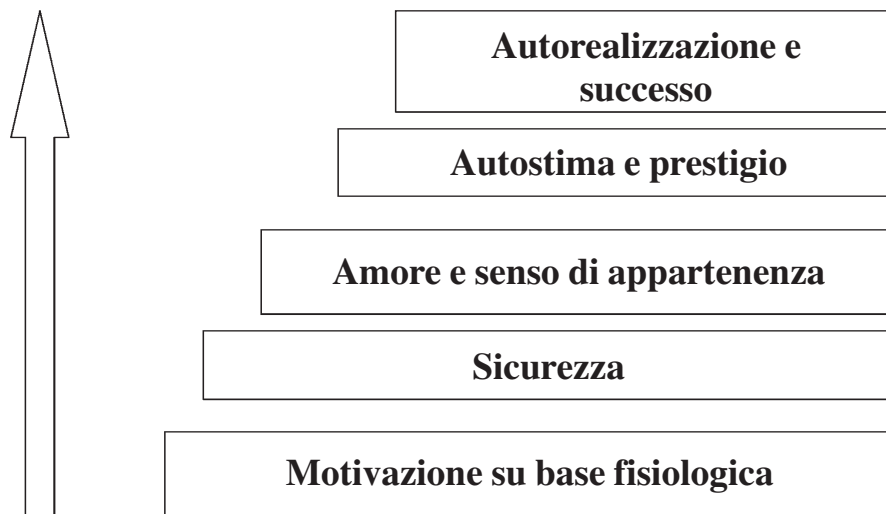 Autorealizzazione e
successo
Autostima e prestigio
Amore e senso di appartenenza
Sicurezza
Motivazione su base fisiologica